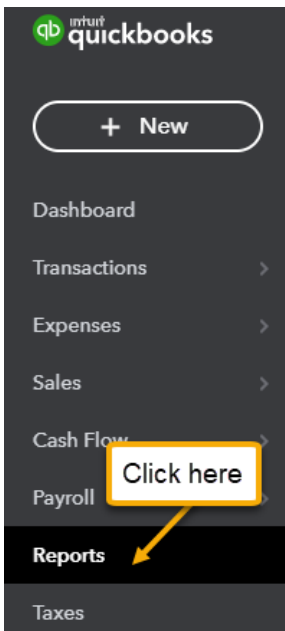 intuit
quickbooks
+ New
Dashboard
Transactions
Expenses
Sales
Cash Flow
Click here
Payroll
Reports
Taxes